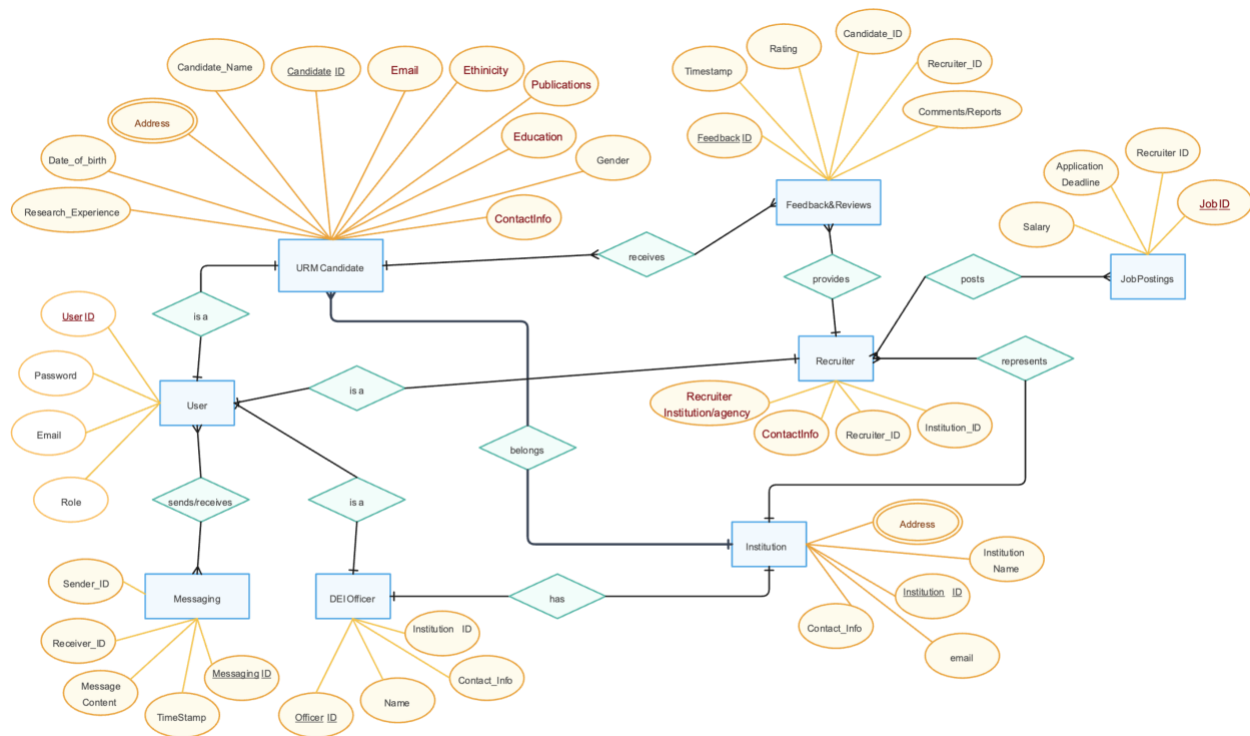 Candidate_Name
Candidate ID
Email
Ethinicity
Publications
Address
Education
Date_of_birth
Gender
Research_Experience
ContactInfo
URM Candidate
Timestamp
Rating
Candidate_ID
Recruiter_ID
Comments/Reports
Feedback ID
Feedback&Reviews
Application
Deadline
Recruiter ID
Job ID
Salary
JobPostings
receives
provides
posts
is a
User ID
Password
Email
Role
User
is a
Recruiter
represents
Recruiter
Institution/agency
ContactInfo
Recruiter_ID
Institution_ID
belongs
sends/receives
is a
Institution
Address
Institution
Name
Institution ID
Contact_Info
email
Sender_ID
Messaging
Receiver_ID
Message
Content
TimeStamp
Messaging ID
DEI Officer
has
Institution ID
Contact_Info
Name
Officer ID